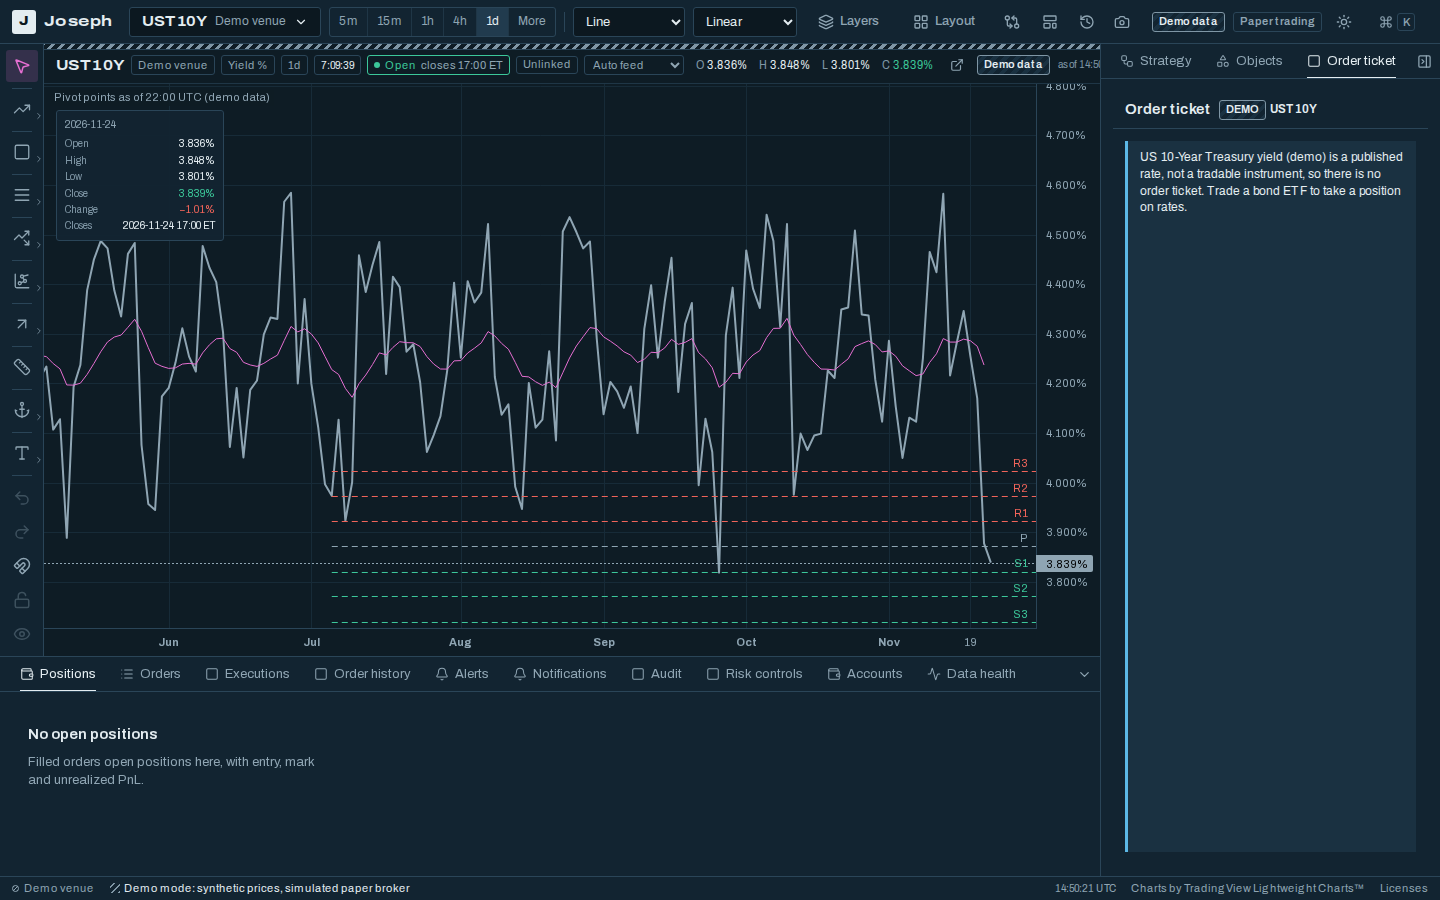 J Joseph UST10Y Demo venue 5m 15m 1h 4h 1d More Line Linear Layers Layout Demo data Paper trading ⌘ K
UST10Y Demo venue Yield % 1d 7:09:39 Open closes 17:00 ET Unlinked Auto feed O 3.836% H 3.848% L 3.801% C 3.839% Demo data as of 14:50
Strategy Objects Order ticket
Pivot points as of 22:00 UTC (demo data)
2026-11-24
Open 3.836%
High 3.848%
Low 3.801%
Close 3.839%
Change −1.01%
Closes 2026-11-24 17:00 ET
4.800%
4.700%
4.600%
4.500%
4.400%
4.300%
4.200%
4.100%
4.000%
3.900%
3.839%
3.800%
R3
R2
R1
P
S1
S2
S3
Jun Jul Aug Sep Oct Nov 19
Order ticket DEMO UST10Y
US 10-Year Treasury yield (demo) is a published
rate, not a tradable instrument, so there is no
order ticket. Trade a bond ETF to take a position
on rates.
Positions Orders Executions Order history Alerts Notifications Audit Risk controls Accounts Data health
No open positions
Filled orders open positions here, with entry, mark
and unrealized PnL.
Demo venue Demo mode: synthetic prices, simulated paper broker 14:50:21 UTC Charts by TradingView Lightweight Charts™ Licenses